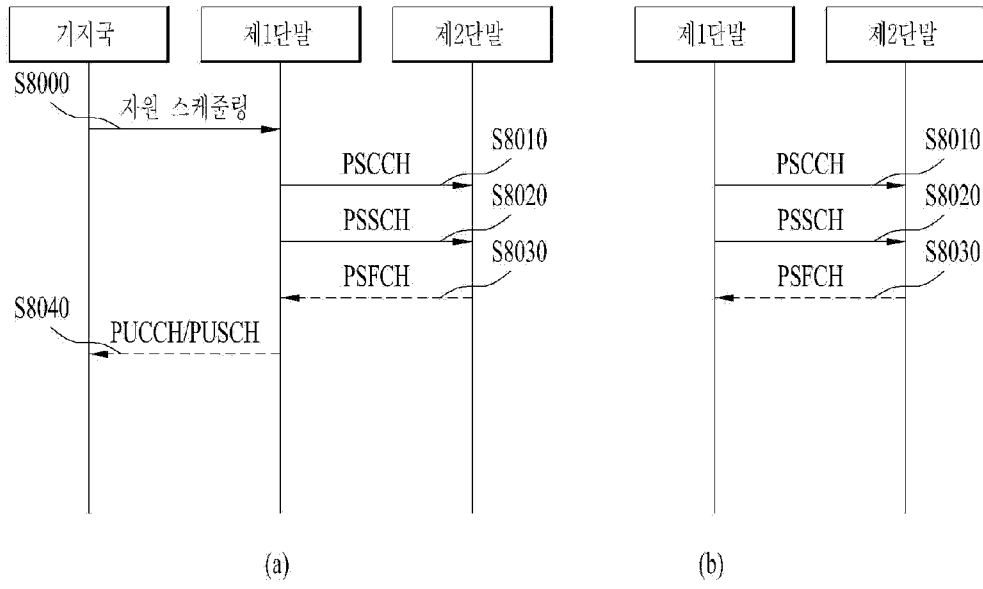 기지국 제1단말 제2단말 제1단말 제2단말
S8000
자원 스케줄링
S8010 S8010
PSCCH PSCCH
S8020 S8020
PSSCH PSSCH
S8030 S8030
PSFCH PSFCH
S8040
PUCCH/PUSCH
(a) (b)